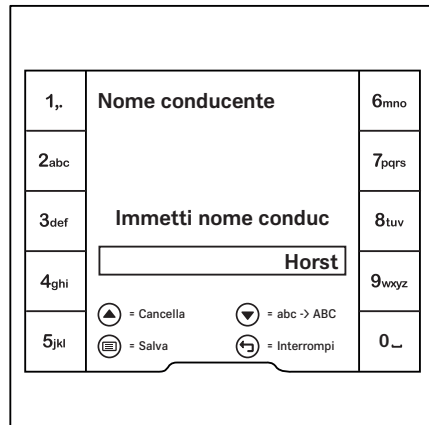 1,.
Nome conducente
6mno
2abc
7pqrs
3def
Immetti nome conduc
8tuv
Horst
4ghi
9wxyz
= Cancella
= abc -> ABC
5jkl
= Salva
= Interrompi
0⎵